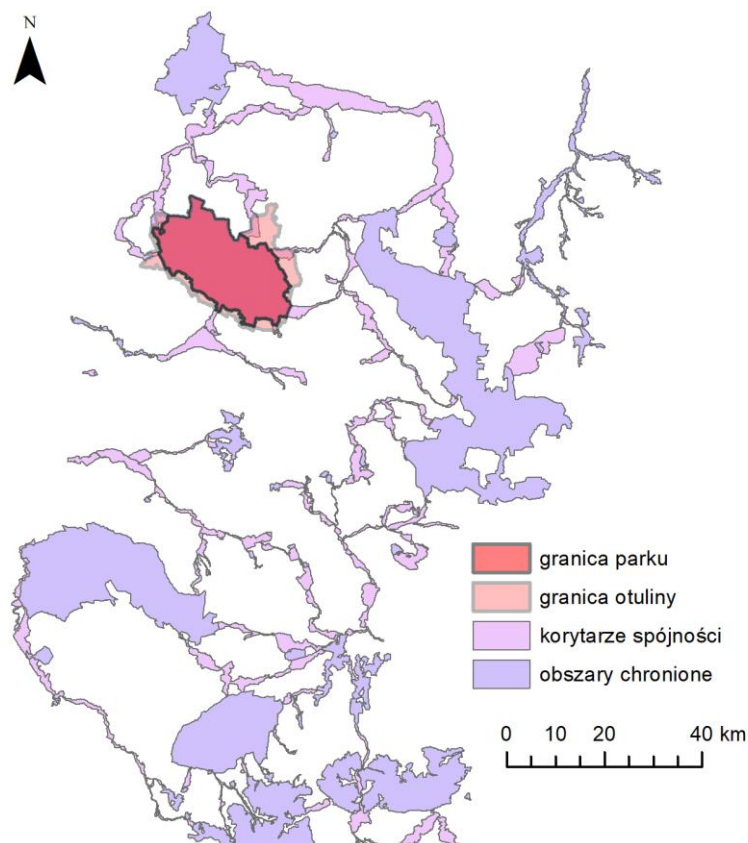 N
granica parku
granica otuliny
korytarze spójności
obszary chronione
0 10 20 40 km